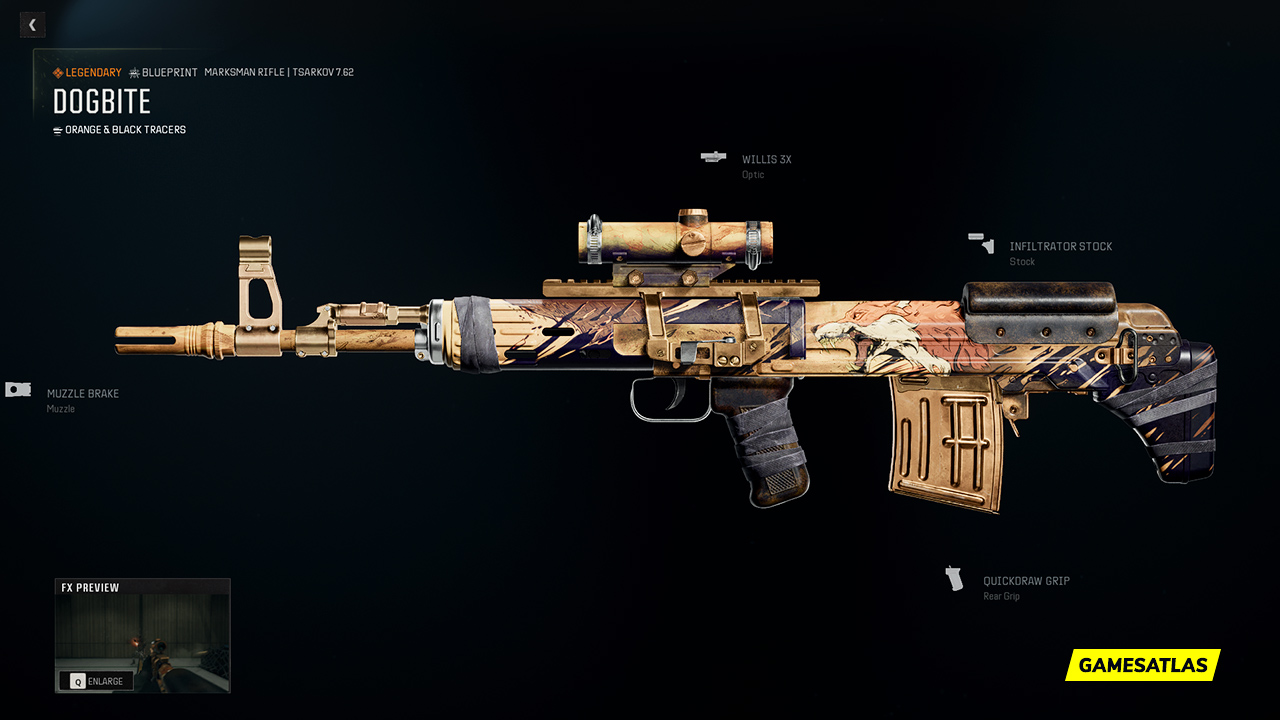 LEGENDARY BLUEPRINT MARKSMAN RIFLE | TSARKOV 7.62
DOGBITE
ORANGE & BLACK TRACERS
WILLIS 3X
Optic
INFILTRATOR STOCK
Stock
MUZZLE BRAKE
Muzzle
QUICKDRAW GRIP
Rear Grip
FX PREVIEW
Q ENLARGE
GAMESATLAS